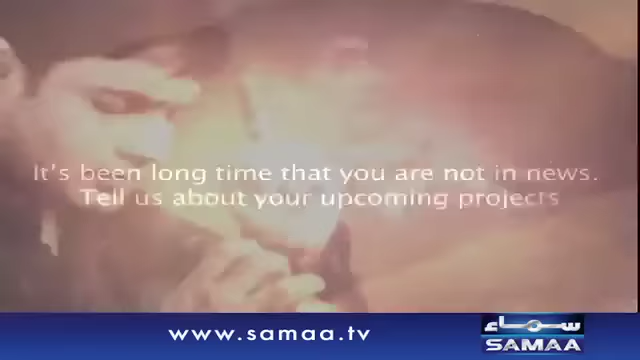 It's been long time that you are not in news.
Tell us about your upcoming projects
www.samaa.tv
سماء
SAMAA